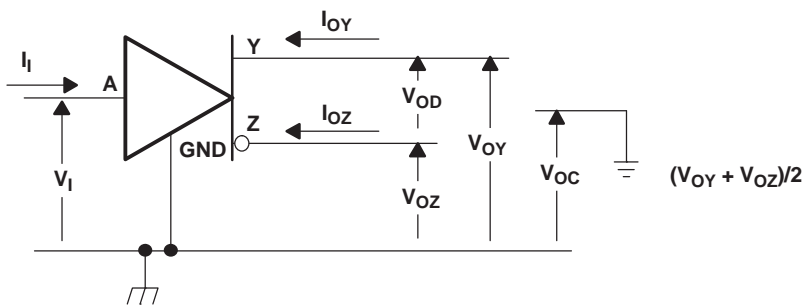 I_OY
I_I
A
Y
V_OD
Z
I_OZ
GND
V_I
V_OZ
V_OY
V_OC
(V_OY + V_OZ)/2